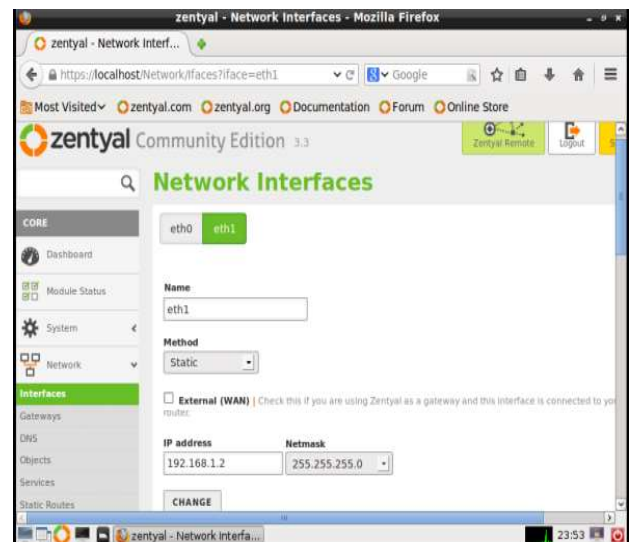 zentyal - Network Interfaces - Mozilla Firefox
zentyal - Network Interf...
https://localhost/Network/Ifaces?iface=eth1
Google
Most Visited
zentyal.com
zentyal.org
Documentation
Forum
Online Store
zentyal Community Edition 3.3
Zentyal Remote
Logout
S
Network Interfaces
CORE
eth0
eth1
Dashboard
Module Status
Name
eth1
System
Method
Static
Network
Interfaces
External (WAN) | Check this if you are using Zentyal as a gateway and this interface is connected to you
router.
Gateways
DNS
IP address
Netmask
Objects
192.168.1.2
255.255.255.0
Services
Static Routes
CHANGE
zentyal - Network Interfa...
23:53